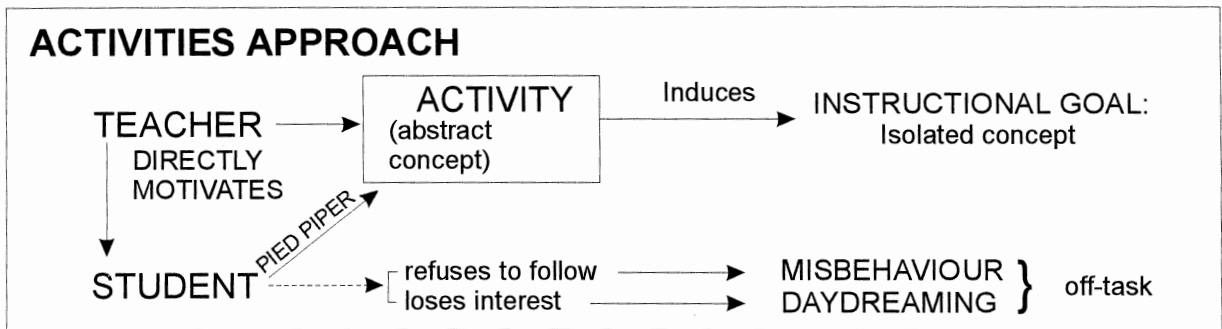 ACTIVITIES APPROACH
TEACHER
DIRECTLY
MOTIVATES
ACTIVITY
(abstract
concept)
Induces
INSTRUCTIONAL GOAL:
Isolated concept
PIED PIPER
STUDENT
refuses to follow
loses interest
MISBEHAVIOUR
DAYDREAMING
off-task